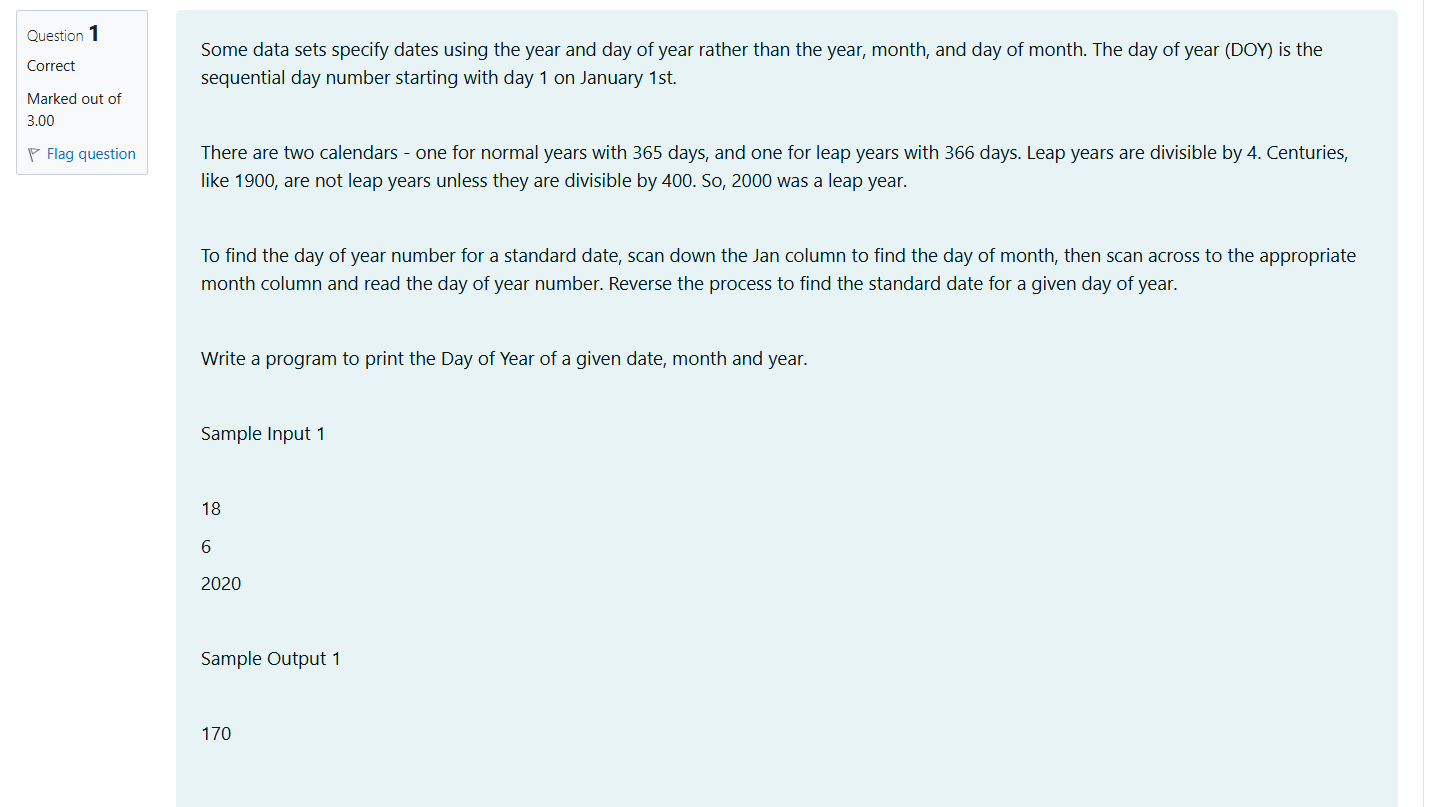 Question 1
Correct
Marked out of
3.00
Flag question
Some data sets specify dates using the year and day of year rather than the year, month, and day of month. The day of year (DOY) is the
sequential day number starting with day 1 on January 1st.
There are two calendars - one for normal years with 365 days, and one for leap years with 366 days. Leap years are divisible by 4. Centuries,
like 1900, are not leap years unless they are divisible by 400. So, 2000 was a leap year.
To find the day of year number for a standard date, scan down the Jan column to find the day of month, then scan across to the appropriate
month column and read the day of year number. Reverse the process to find the standard date for a given day of year.
Write a program to print the Day of Year of a given date, month and year.
Sample Input 1
18
6
2020
Sample Output 1
170